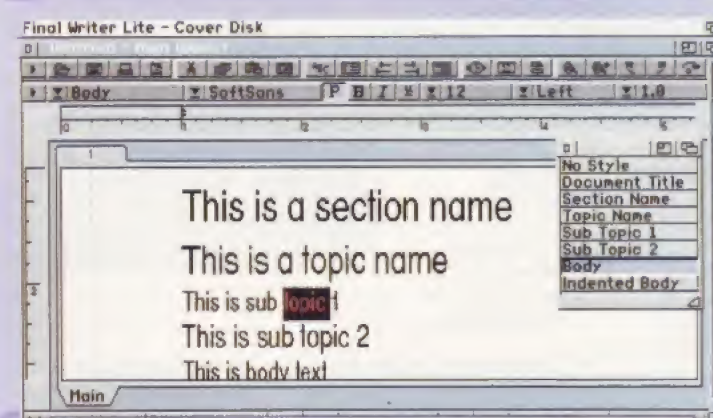 Final Writer Lite - Cover Disk
Body SoftSans P B I U 12 Left 1.0
1
No Style
Document Title
Section Name
Topic Name
Sub Topic 1
Sub Topic 2
Body
Indented Body
This is a section name
This is a topic name
This is sub topic 1
This is sub topic 2
This is body text
Main